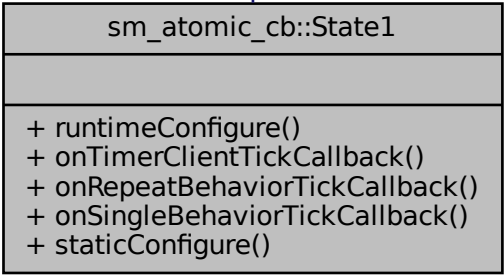 sm_atomic_cb::State1
+ runtimeConfigure()
+ onTimerClientTickCallback()
+ onRepeatBehaviorTickCallback()
+ onSingleBehaviorTickCallback()
+ staticConfigure()